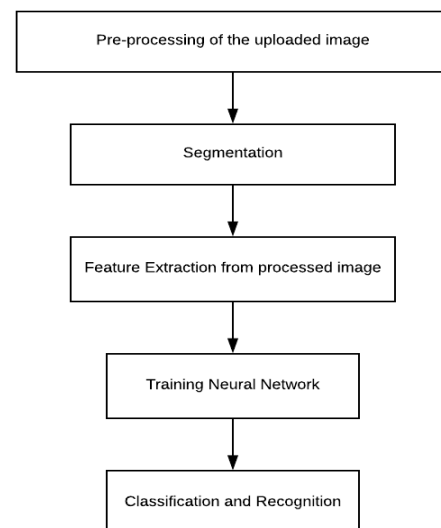 Pre-processing of the uploaded image
Segmentation
Feature Extraction from processed image
Training Neural Network
Classification and Recognition